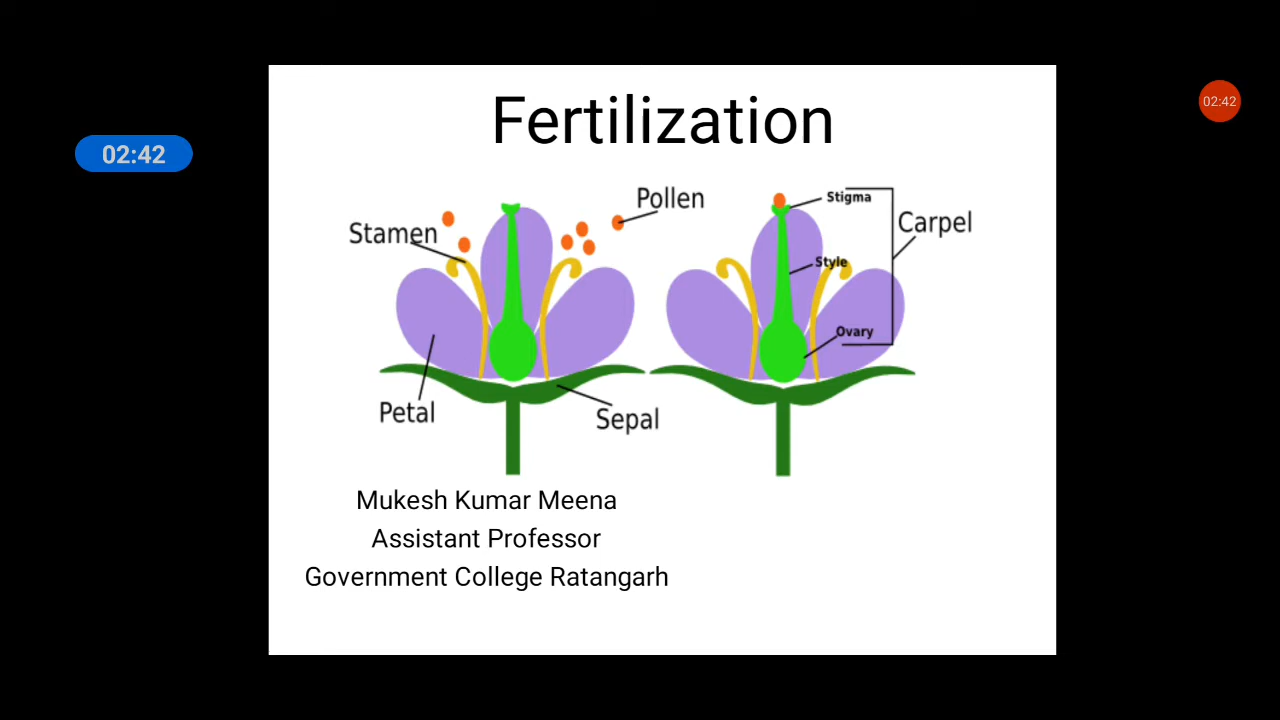 Fertilization
02:42
02:42
Pollen
Stamen
Petal
Sepal
Stigma
Carpel
Style
Ovary
Mukesh Kumar Meena
Assistant Professor
Government College Ratangarh